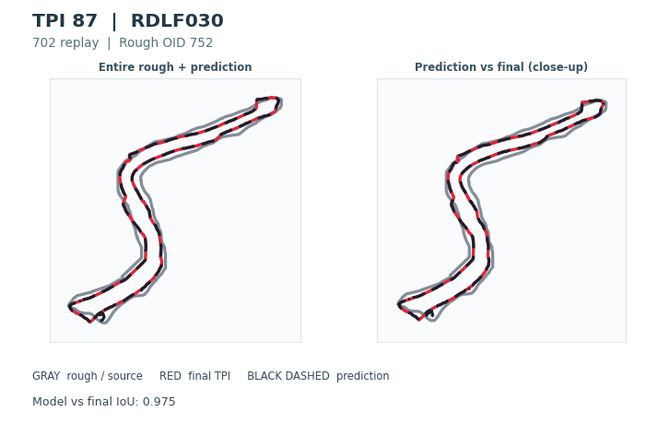 TPI 87 | RDLF030
702 replay | Rough OID 752
Entire rough + prediction
Prediction vs final (close-up)
GRAY rough / source RED final TPI BLACK DASHED prediction
Model vs final IoU: 0.975